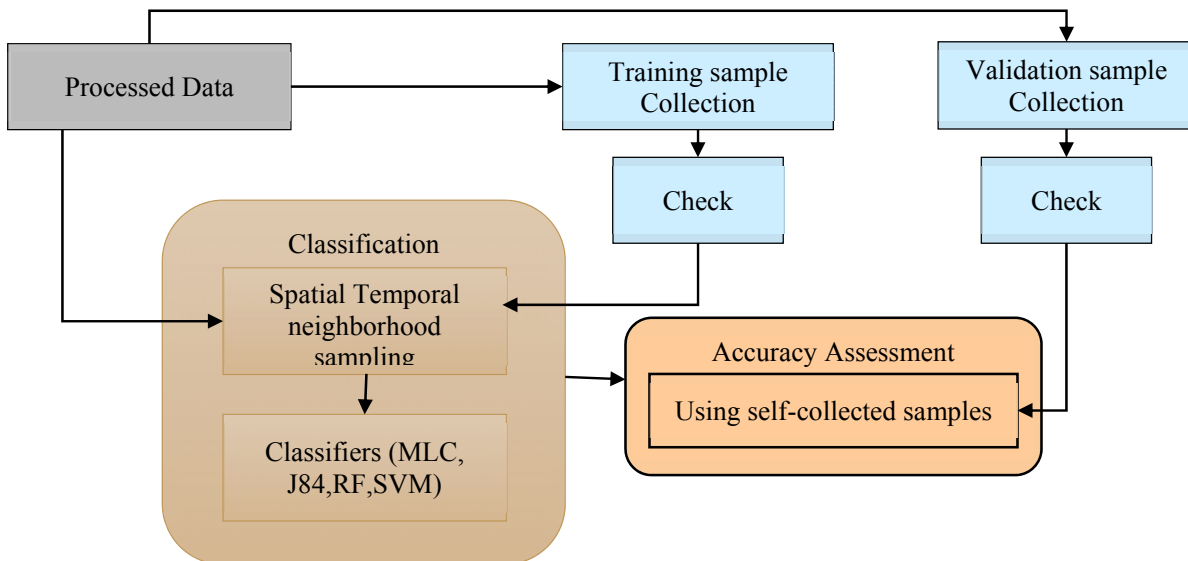 Processed Data
Training sample
Collection
Validation sample
Collection
Check
Check
Classification
Spatial Temporal
neighborhood
sampling
Accuracy Assessment
Using self-collected samples
Classifiers (MLC,
J84,RF,SVM)